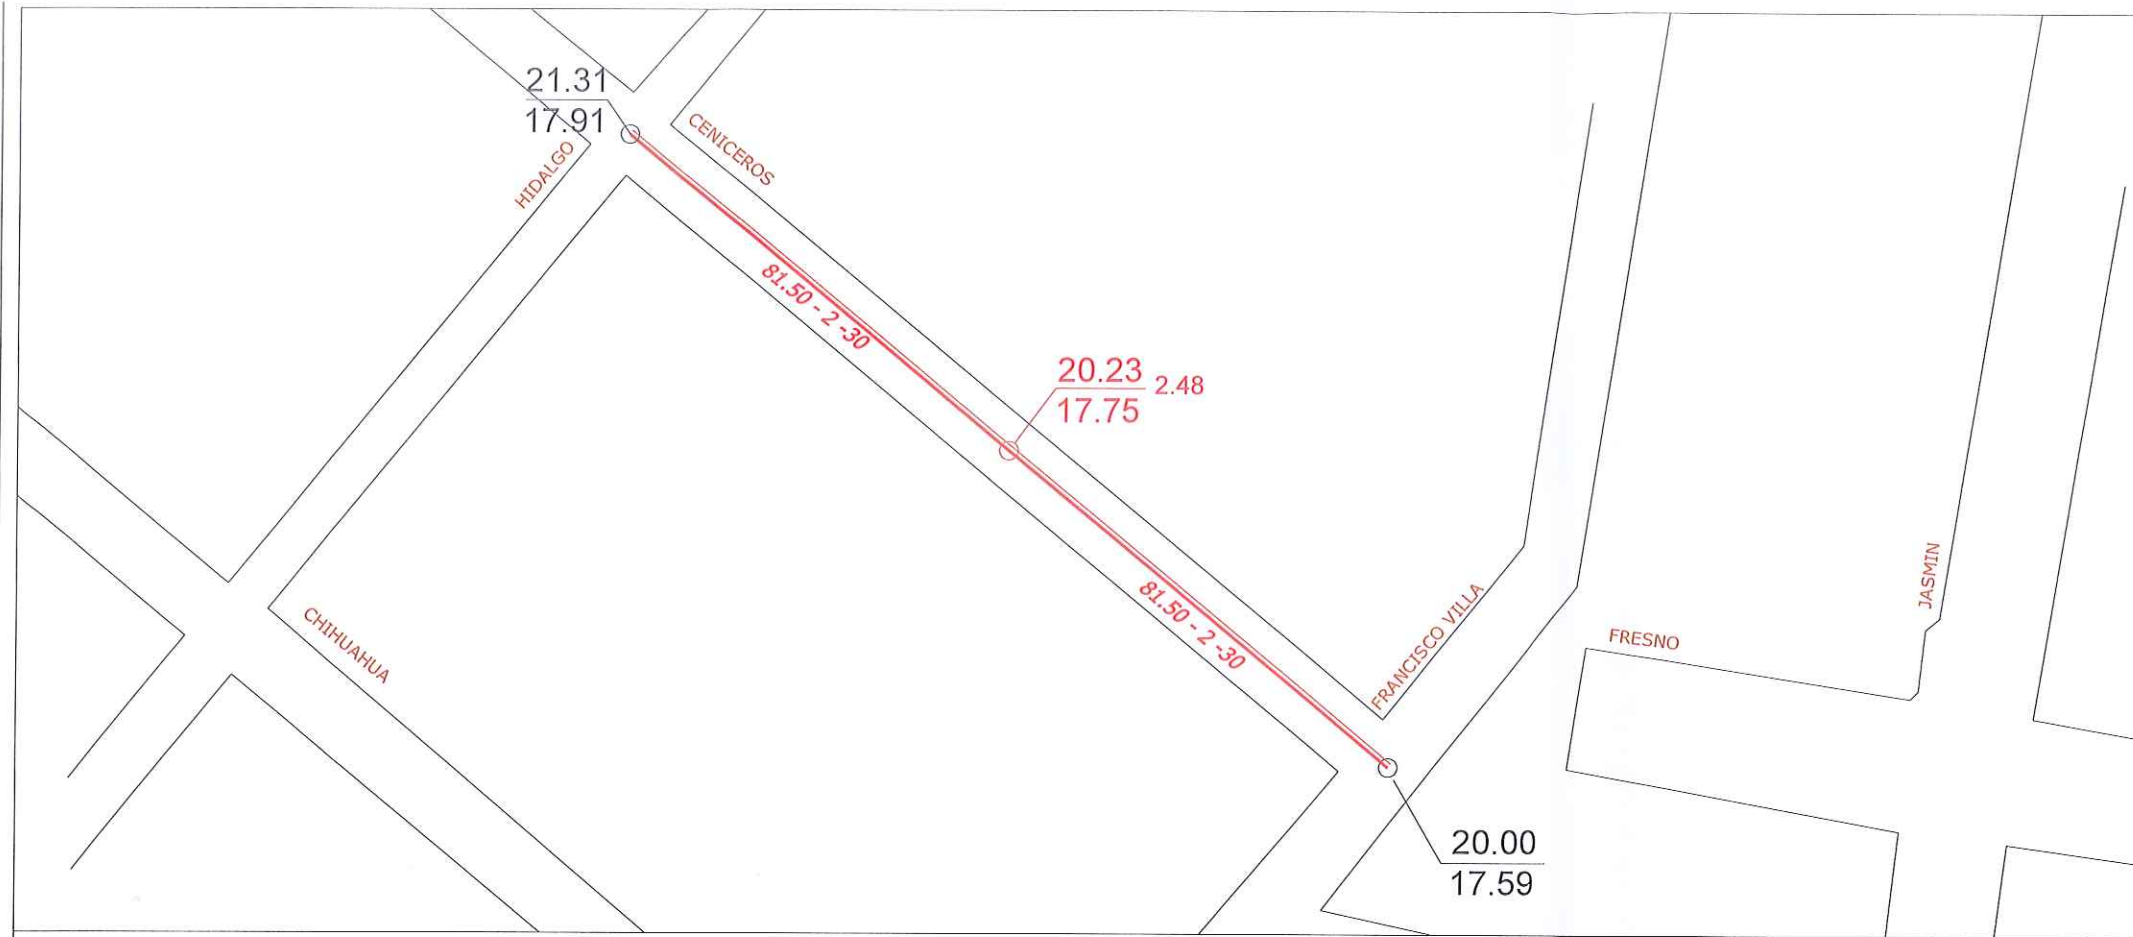 21.31
17.91
CENICEROS
HIDALGO
81.50 - 2 -30
20.23
2.48
17.75
81.50 - 2 -30
FRANCISCO VILLA
JASMIN
FRESNO
CHIHUAHUA
20.00
17.59